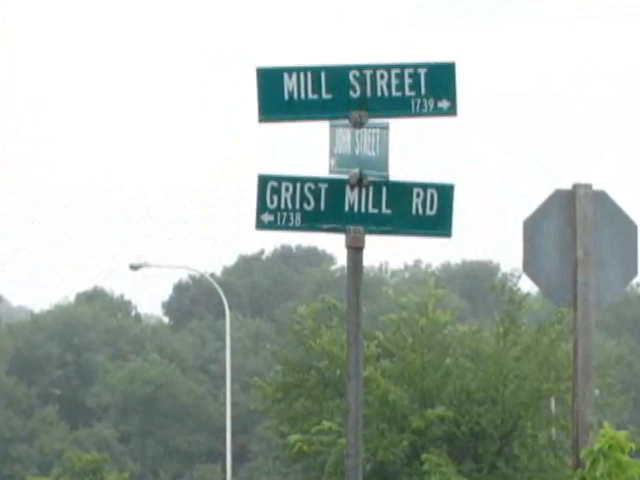 MILL STREET
1739 →
JOHN STREET
GRIST MILL RD
← 1738